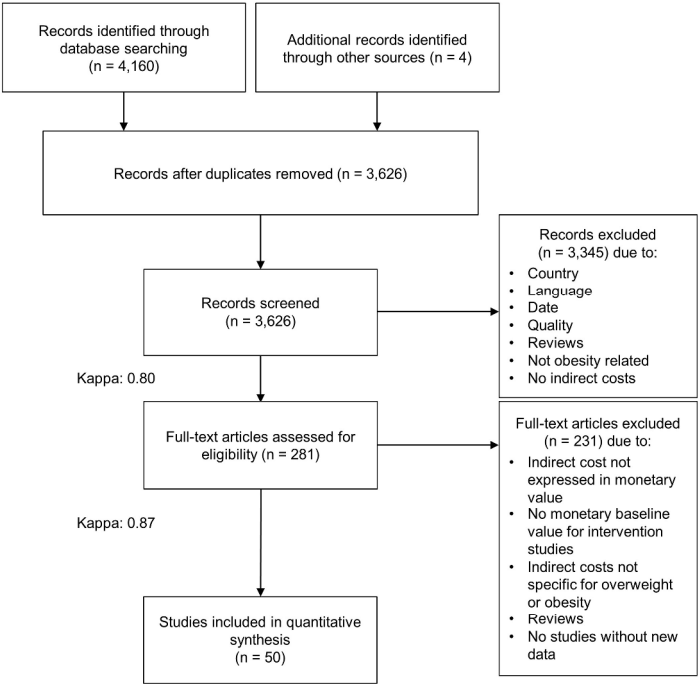 Records identified through
database searching
(n = 4,160)
Additional records identified
through other sources (n = 4)
Records after duplicates removed (n = 3,626)
Records screened
(n = 3,626)
Records excluded
(n = 3,345) due to:
• Country
• Language
• Date
• Quality
• Reviews
• Not obesity related
• No indirect costs
Kappa: 0.80
Full-text articles assessed for
eligibility (n = 281)
Full-text articles excluded
(n = 231) due to:
• Indirect cost not
expressed in monetary
value
• No monetary baseline
value for intervention
studies
• Indirect costs not
specific for overweight
or obesity
• Reviews
• No studies without new
data
Kappa: 0.87
Studies included in quantitative
synthesis
(n = 50)